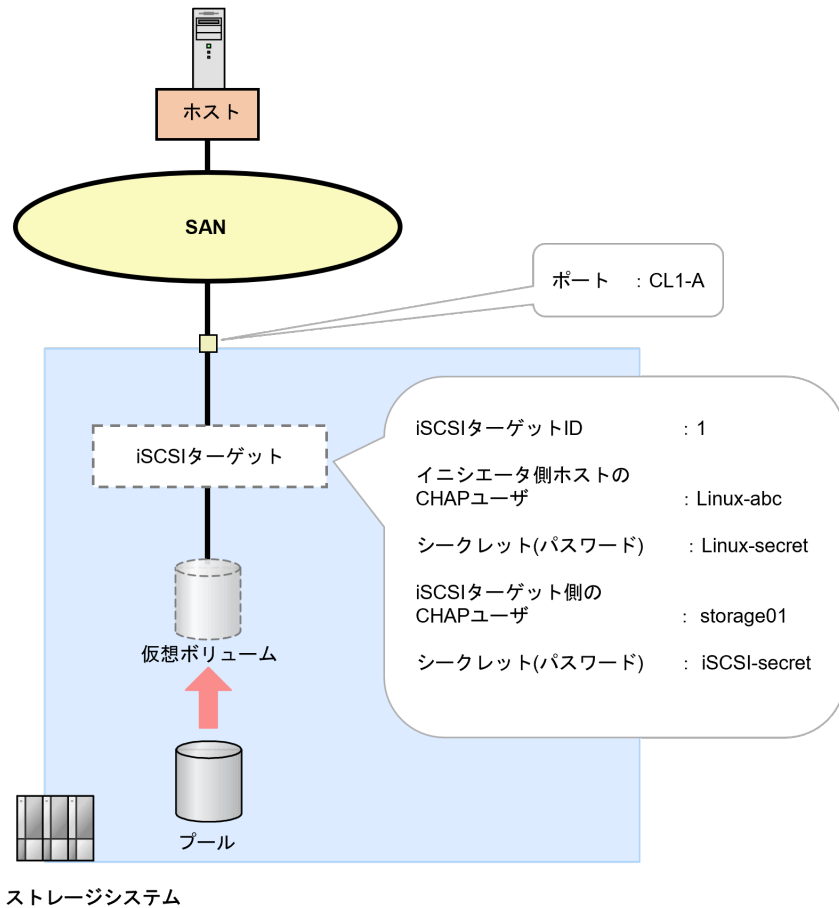 ホスト
SAN
ポート : CL1-A
iSCSIターゲット
iSCSIターゲットID : 1
イニシエータ側ホストの
CHAPユーザ : Linux-abc
シークレット(パスワード) : Linux-secret
iSCSIターゲット側の
CHAPユーザ : storage01
シークレット(パスワード) : iSCSI-secret
仮想ボリューム
プール
ストレージシステム